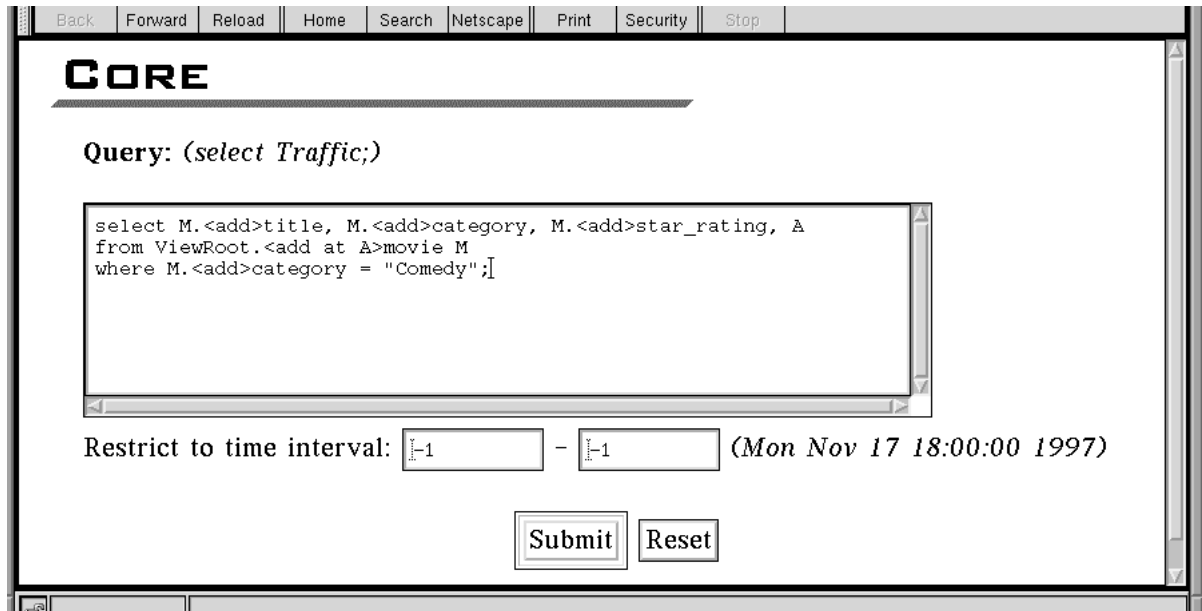 Back Forward Reload Home Search Netscape Print Security Stop
CORE
Query: (select Traffic;)
select M.<add>title, M.<add>category, M.<add>star_rating, A
from ViewRoot.<add at A>movie M
where M.<add>category = "Comedy";
Restrict to time interval: -1 - -1 (Mon Nov 17 18:00:00 1997)
Submit Reset